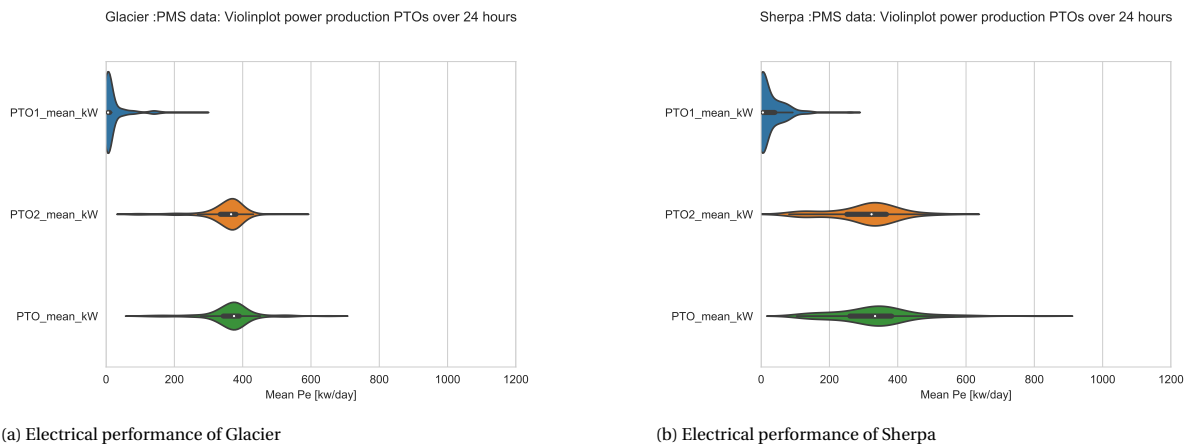 Glacier :PMS data: Violinplot power production PTOs over 24 hours
PTO1_mean_kW
PTO2_mean_kW
PTO_mean_kW
0 200 400 600 800 1000 1200
Mean Pe [kw/day]
(a) Electrical performance of Glacier
Sherpa :PMS data: Violinplot power production PTOs over 24 hours
PTO1_mean_kW
PTO2_mean_kW
PTO_mean_kW
0 200 400 600 800 1000 1200
Mean Pe [kw/day]
(b) Electrical performance of Sherpa